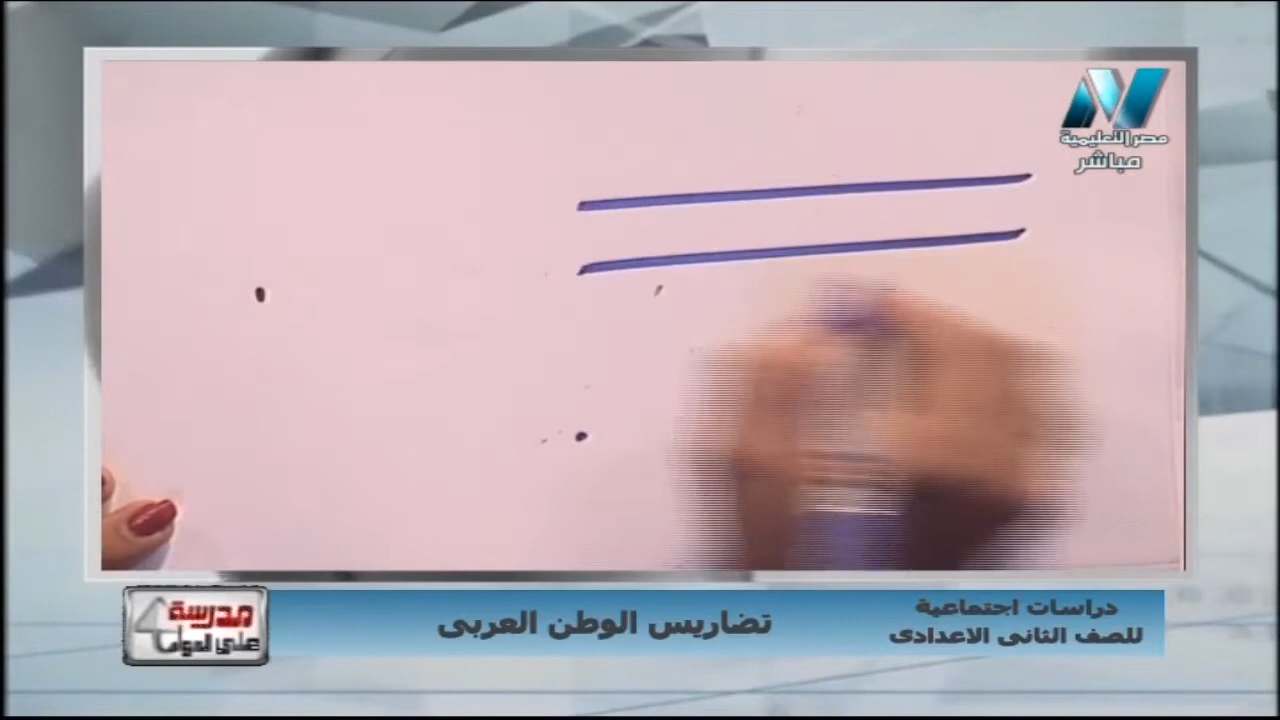 مصر التعليمية
مباشر
دراسات اجتماعية
للصف الثانى الاعدادى
تضاريس الوطن العربى
مدرسة
على الهواء